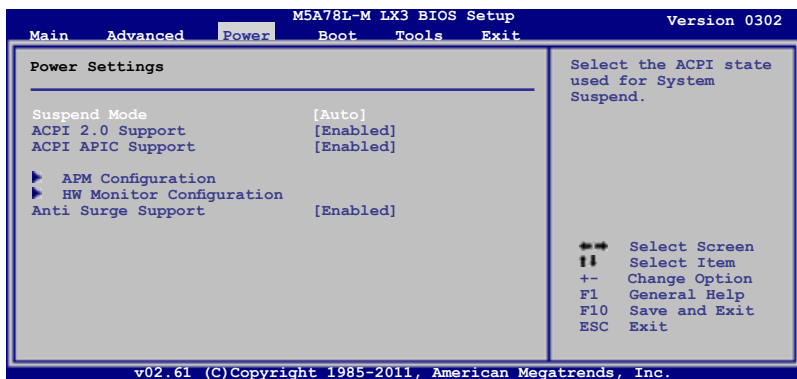 M5A78L-M LX3 BIOS Setup
Version 0302
Main Advanced Power Boot Tools Exit
Power Settings
Suspend Mode [Auto]
ACPI 2.0 Support [Enabled]
ACPI APIC Support [Enabled]
APM Configuration
HW Monitor Configuration
Anti Surge Support [Enabled]
Select the ACPI state
used for System
Suspend.
Select Screen
Select Item
+- Change Option
F1 General Help
F10 Save and Exit
ESC Exit
v02.61 (C)Copyright 1985-2011, American Megatrends, Inc.